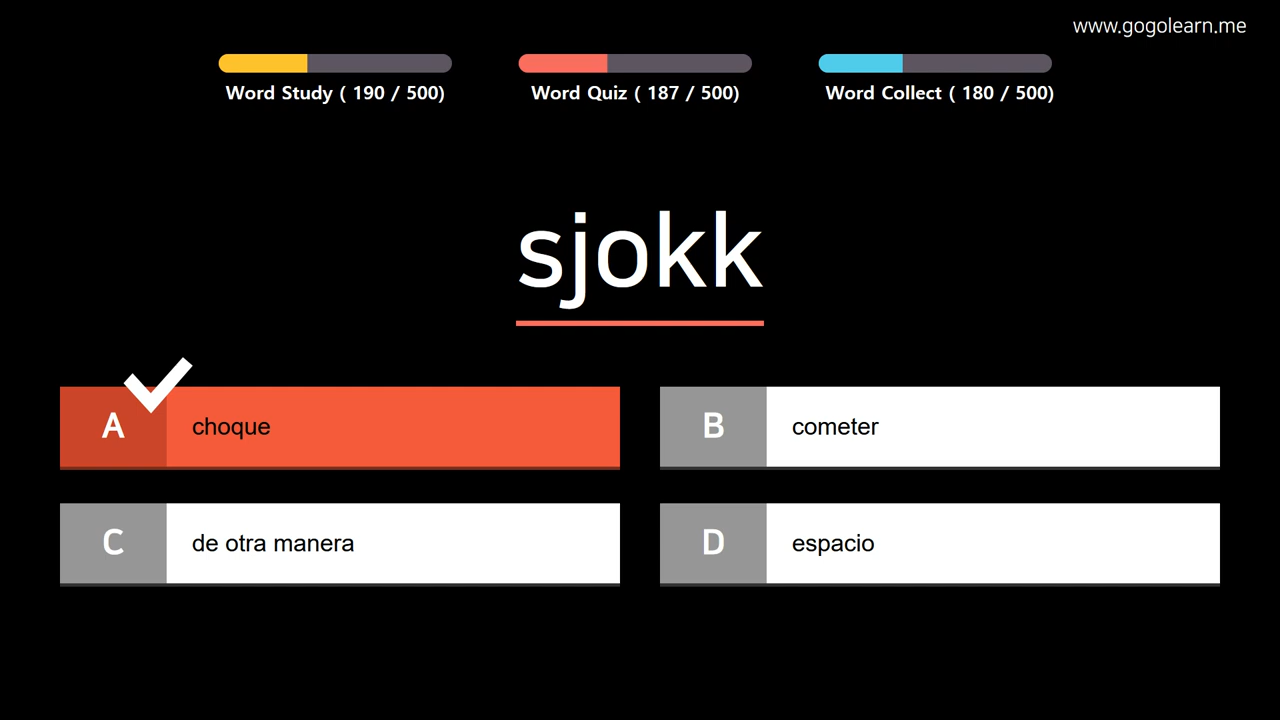 www.gogolearn.me
Word Study ( 190 / 500)
Word Quiz ( 187 / 500)
Word Collect ( 180 / 500)
sjokk
A choque
B cometer
C de otra manera
D espacio